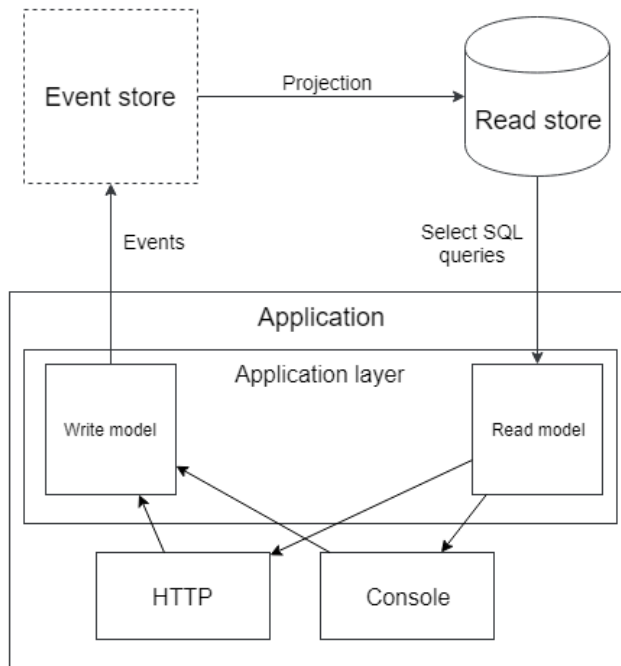 Event store
Projection
Read store
Events
Select SQL
queries
Application
Application layer
Write model
Read model
HTTP
Console